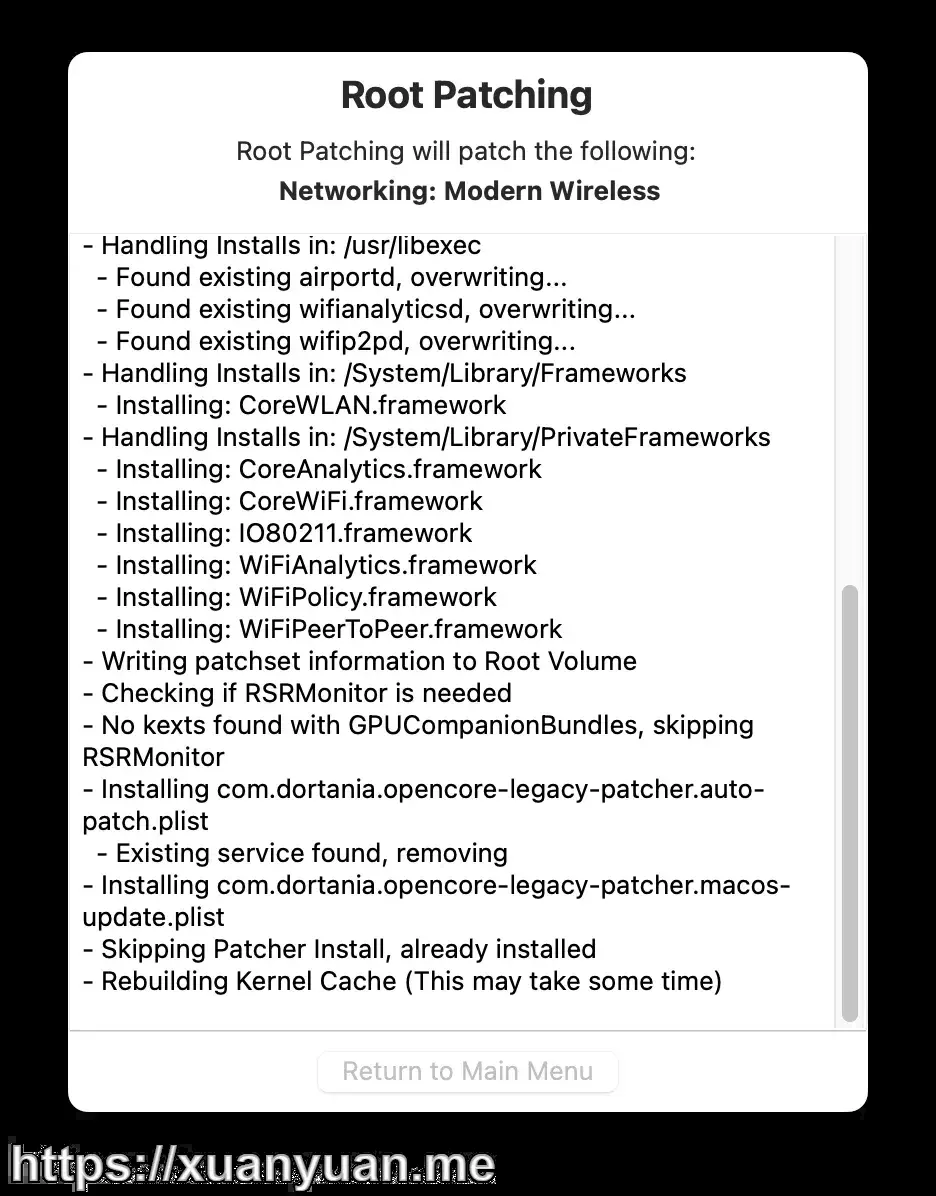 Root Patching
Root Patching will patch the following:
Networking: Modern Wireless
- Handling Installs in: /usr/libexec
- Found existing airportd, overwriting...
- Found existing wifianalyticsd, overwriting...
- Found existing wifip2pd, overwriting...
- Handling Installs in: /System/Library/Frameworks
- Installing: CoreWLAN.framework
- Handling Installs in: /System/Library/PrivateFrameworks
- Installing: CoreAnalytics.framework
- Installing: CoreWiFi.framework
- Installing: IO80211.framework
- Installing: WiFiAnalytics.framework
- Installing: WiFiPolicy.framework
- Installing: WiFiPeerToPeer.framework
- Writing patchset information to Root Volume
- Checking if RSRMonitor is needed
- No kexts found with GPUCompanionBundles, skipping
RSRMonitor
- Installing com.dortania.opencore-legacy-patcher.auto-
patch.plist
- Existing service found, removing
- Installing com.dortania.opencore-legacy-patcher.macos-
update.plist
- Skipping Patcher Install, already installed
- Rebuilding Kernel Cache (This may take some time)
Return to Main Menu
https://xuanyuan.me